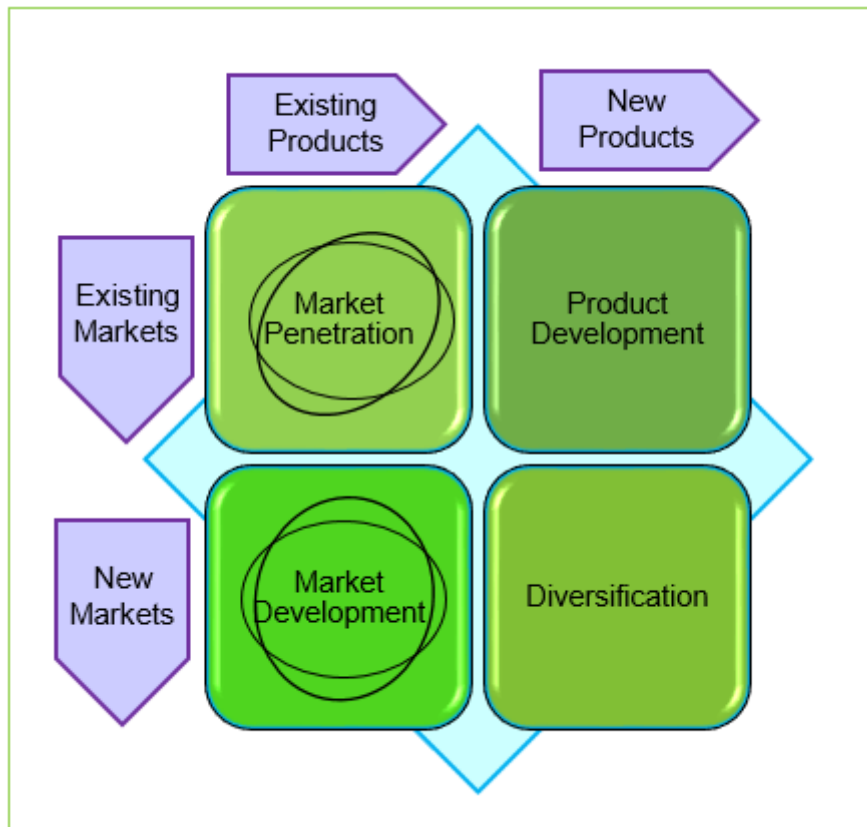 Existing
Products
New
Products
Existing
Markets
Market
Penetration
Product
Development
New
Markets
Market
Development
Diversification